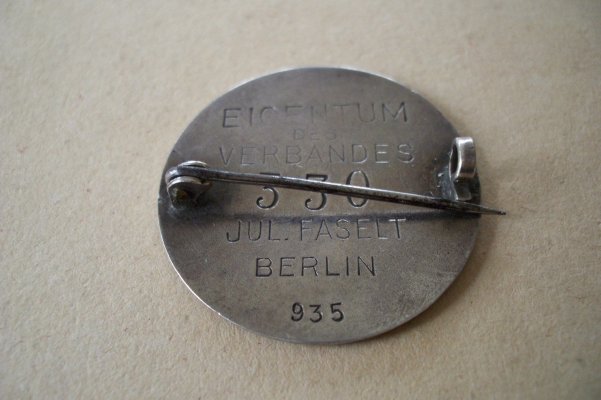 EIGENTUM
DES
VERBANDES
330
JUL. FASELT
BERLIN
935